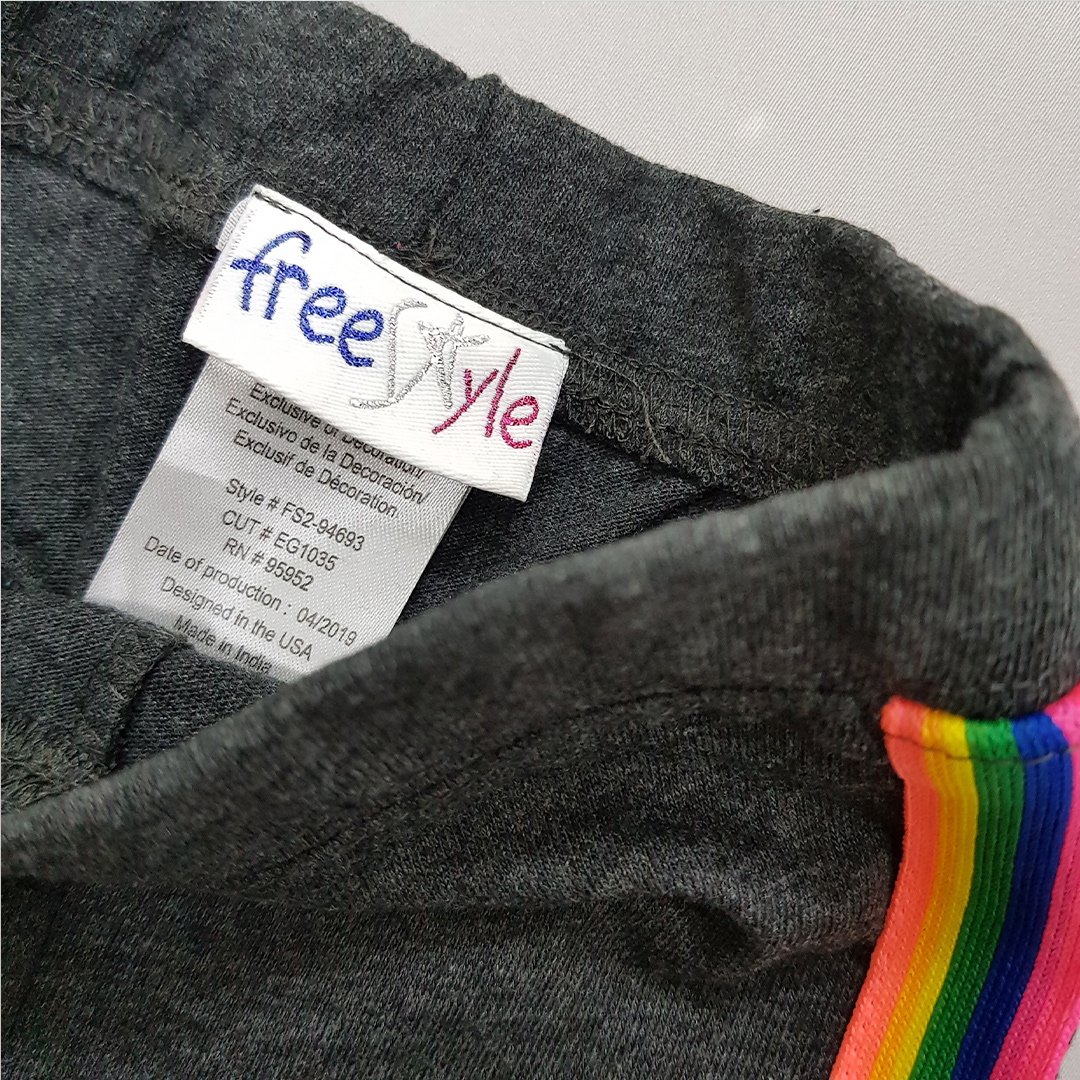 freestyle
Exclusive of Decoration/
Exclusivo de la Decoración/
Exclusif de Décoration.
Style # FS2-94693
CUT # EG1035
RN # 95952
Date of production : 04/2019
Designed in the USA
Made in India